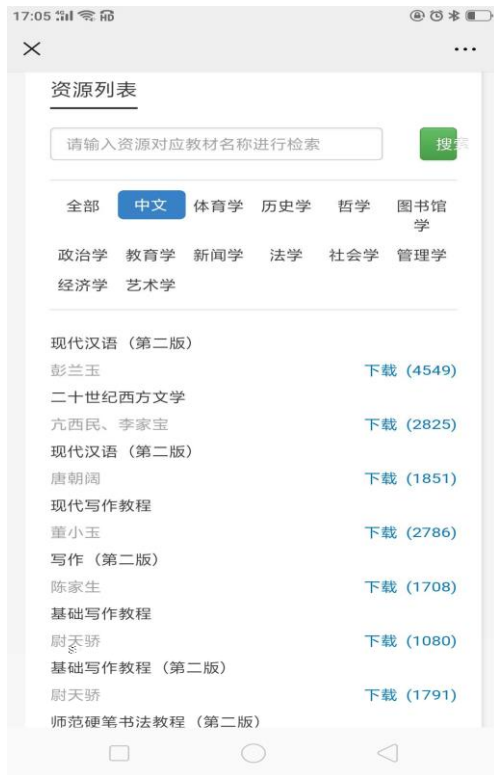 17:05
资源列表
请输入资源对应教材名称进行检索
搜索
全部 中文 体育学 历史学 哲学 图书馆学
政治学 教育学 新闻学 法学 社会学 管理学
经济学 艺术学
现代汉语（第二版）
彭兰玉 下载 (4549)
二十世纪西方文学
亢西民、李家宝 下载 (2825)
现代汉语（第二版）
唐朝阔 下载 (1851)
现代写作教程
董小玉 下载 (2786)
写作（第二版）
陈家生 下载 (1708)
基础写作教程
尉天骄 下载 (1080)
基础写作教程（第二版）
尉天骄 下载 (1791)
师范硬笔书法教程（第二版）